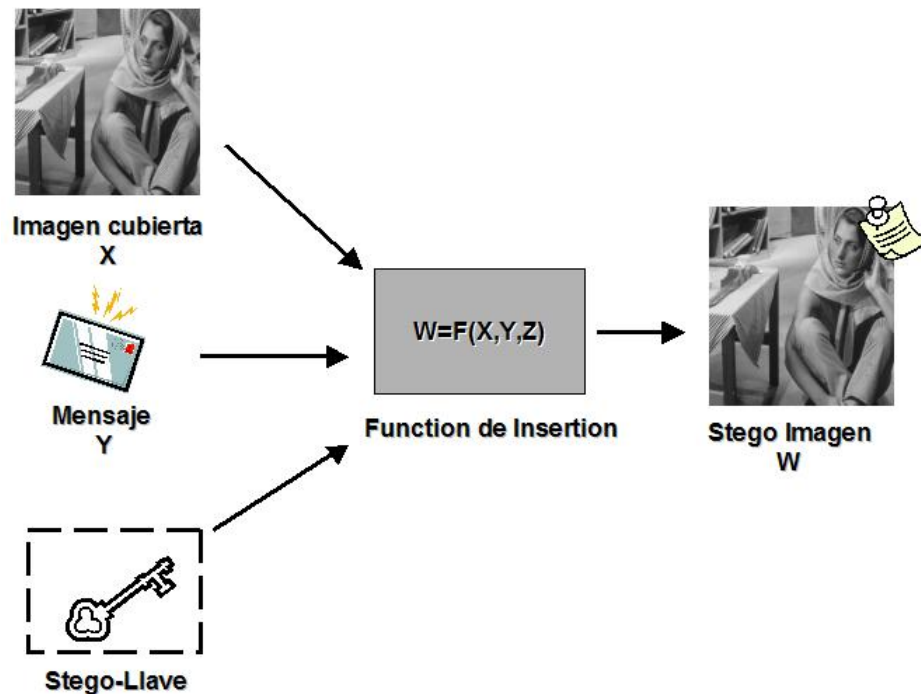 Imagen cubierta
X
Mensaje
Y
Stego-Llave
W=F(X,Y,Z)
Function de Insertion
Stego Imagen
W